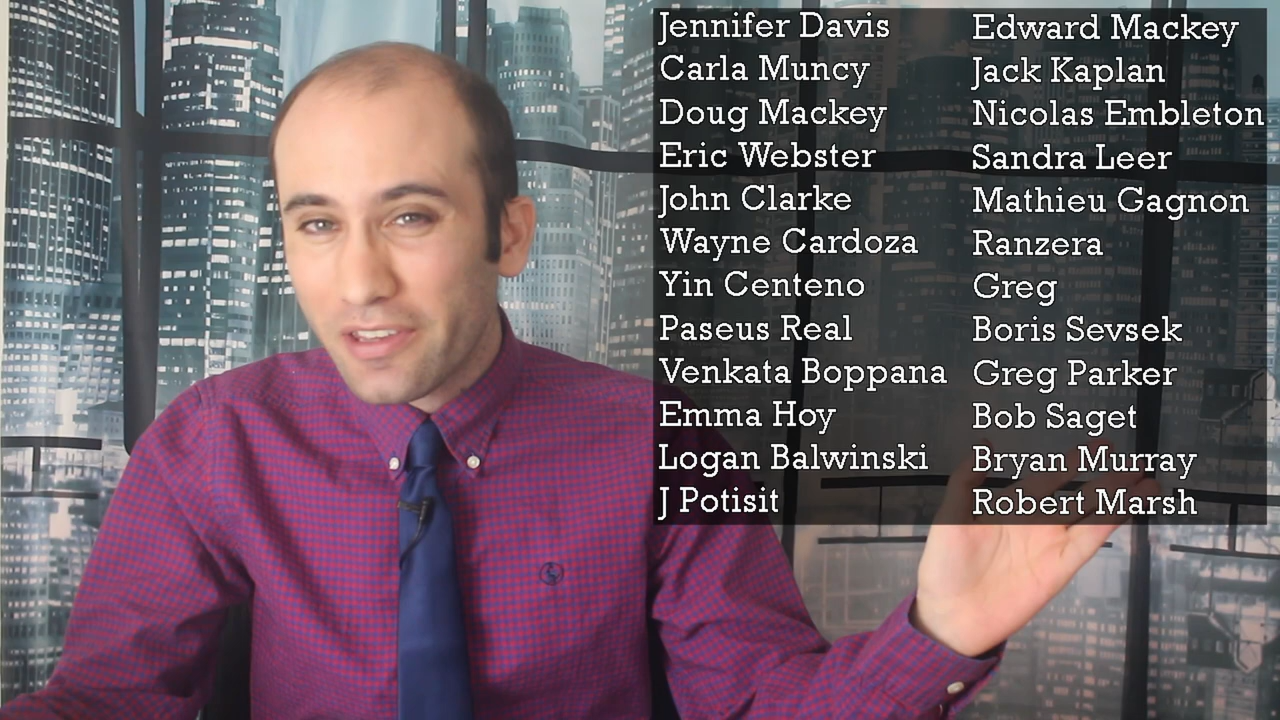 Jennifer Davis
Carla Muncy
Doug Mackey
Eric Webster
John Clarke
Wayne Cardoza
Yin Centeno
Paseus Real
Venkata Boppana
Emma Hoy
Logan Balwinski
J Potisit
Edward Mackey
Jack Kaplan
Nicolas Embleton
Sandra Leer
Mathieu Gagnon
Ranzera
Greg
Boris Sevsek
Greg Parker
Bob Saget
Bryan Murray
Robert Marsh